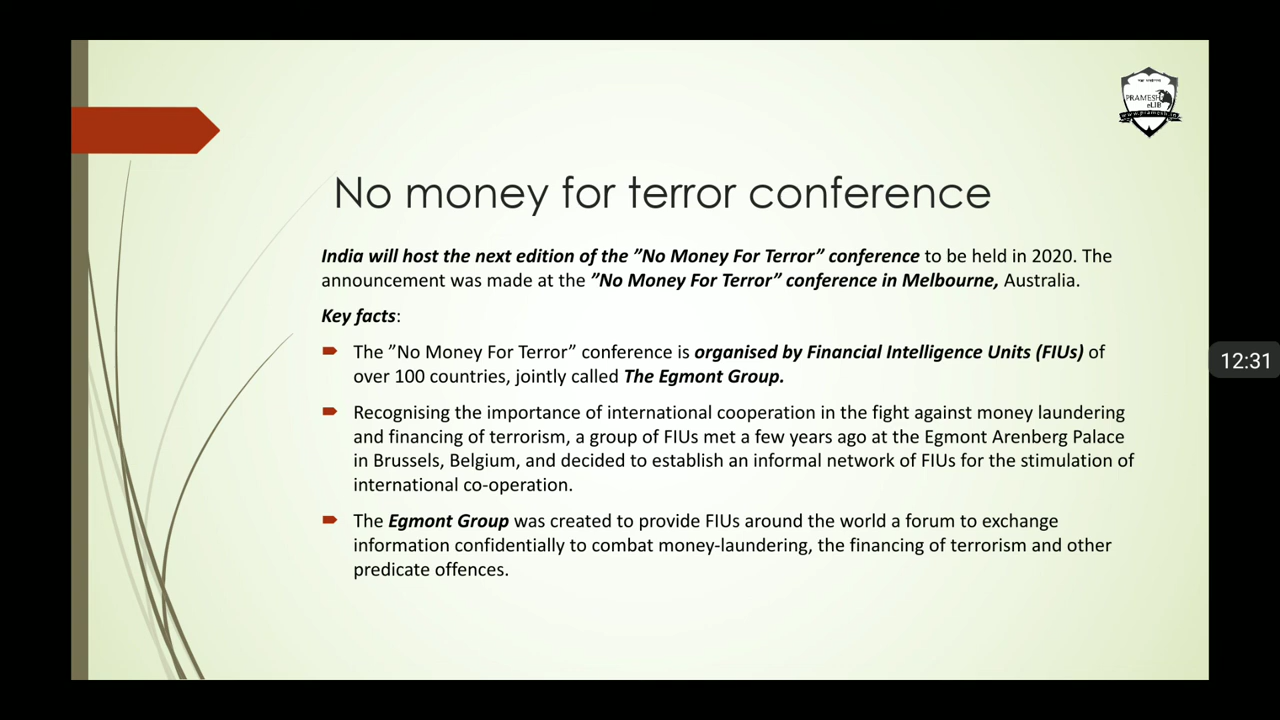 PRAMESH
eLIB
www.pramesh.in
No money for terror conference
India will host the next edition of the ”No Money For Terror” conference to be held in 2020. The
announcement was made at the ”No Money For Terror” conference in Melbourne, Australia.
Key facts:
The ”No Money For Terror” conference is organised by Financial Intelligence Units (FIUs) of
over 100 countries, jointly called The Egmont Group.
12:31
Recognising the importance of international cooperation in the fight against money laundering
and financing of terrorism, a group of FIUs met a few years ago at the Egmont Arenberg Palace
in Brussels, Belgium, and decided to establish an informal network of FIUs for the stimulation of
international co-operation.
The Egmont Group was created to provide FIUs around the world a forum to exchange
information confidentially to combat money-laundering, the financing of terrorism and other
predicate offences.